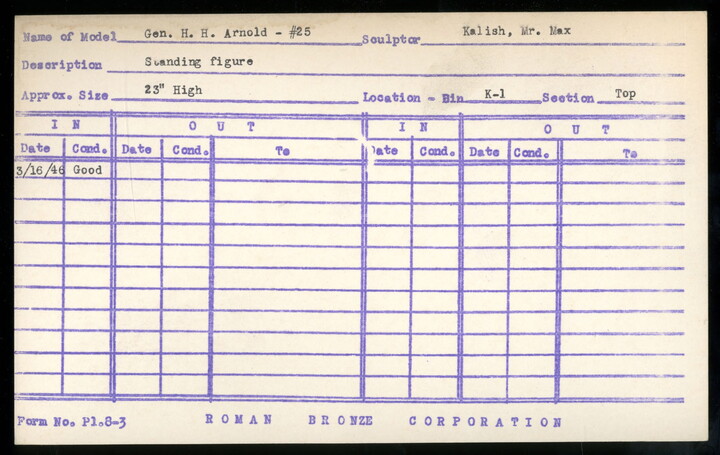 Name of Model Gen. H. H. Arnold - #25 Sculptor Kalish, Mr. Max
Description Standing figure
Approx. Size 23" High Location - Bin K-1 Section Top
IN OUT IN OUT
Date Cond. Date Cond. To Date Cond. Date Cond. To
3/16/46 Good
Form No. Pl.8-3 ROMAN BRONZE CORPORATION